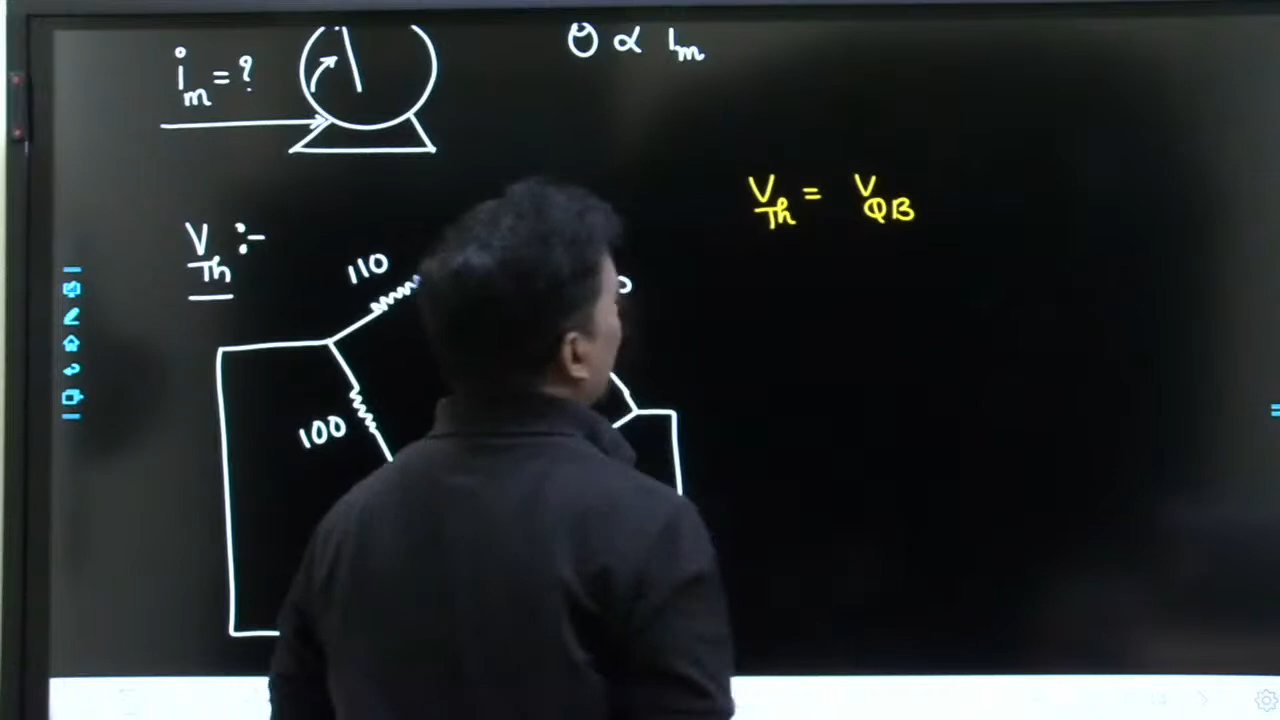 θ ∝ i_m
i_m = ?
V_Th = V_QB
V_Th :-
110
100